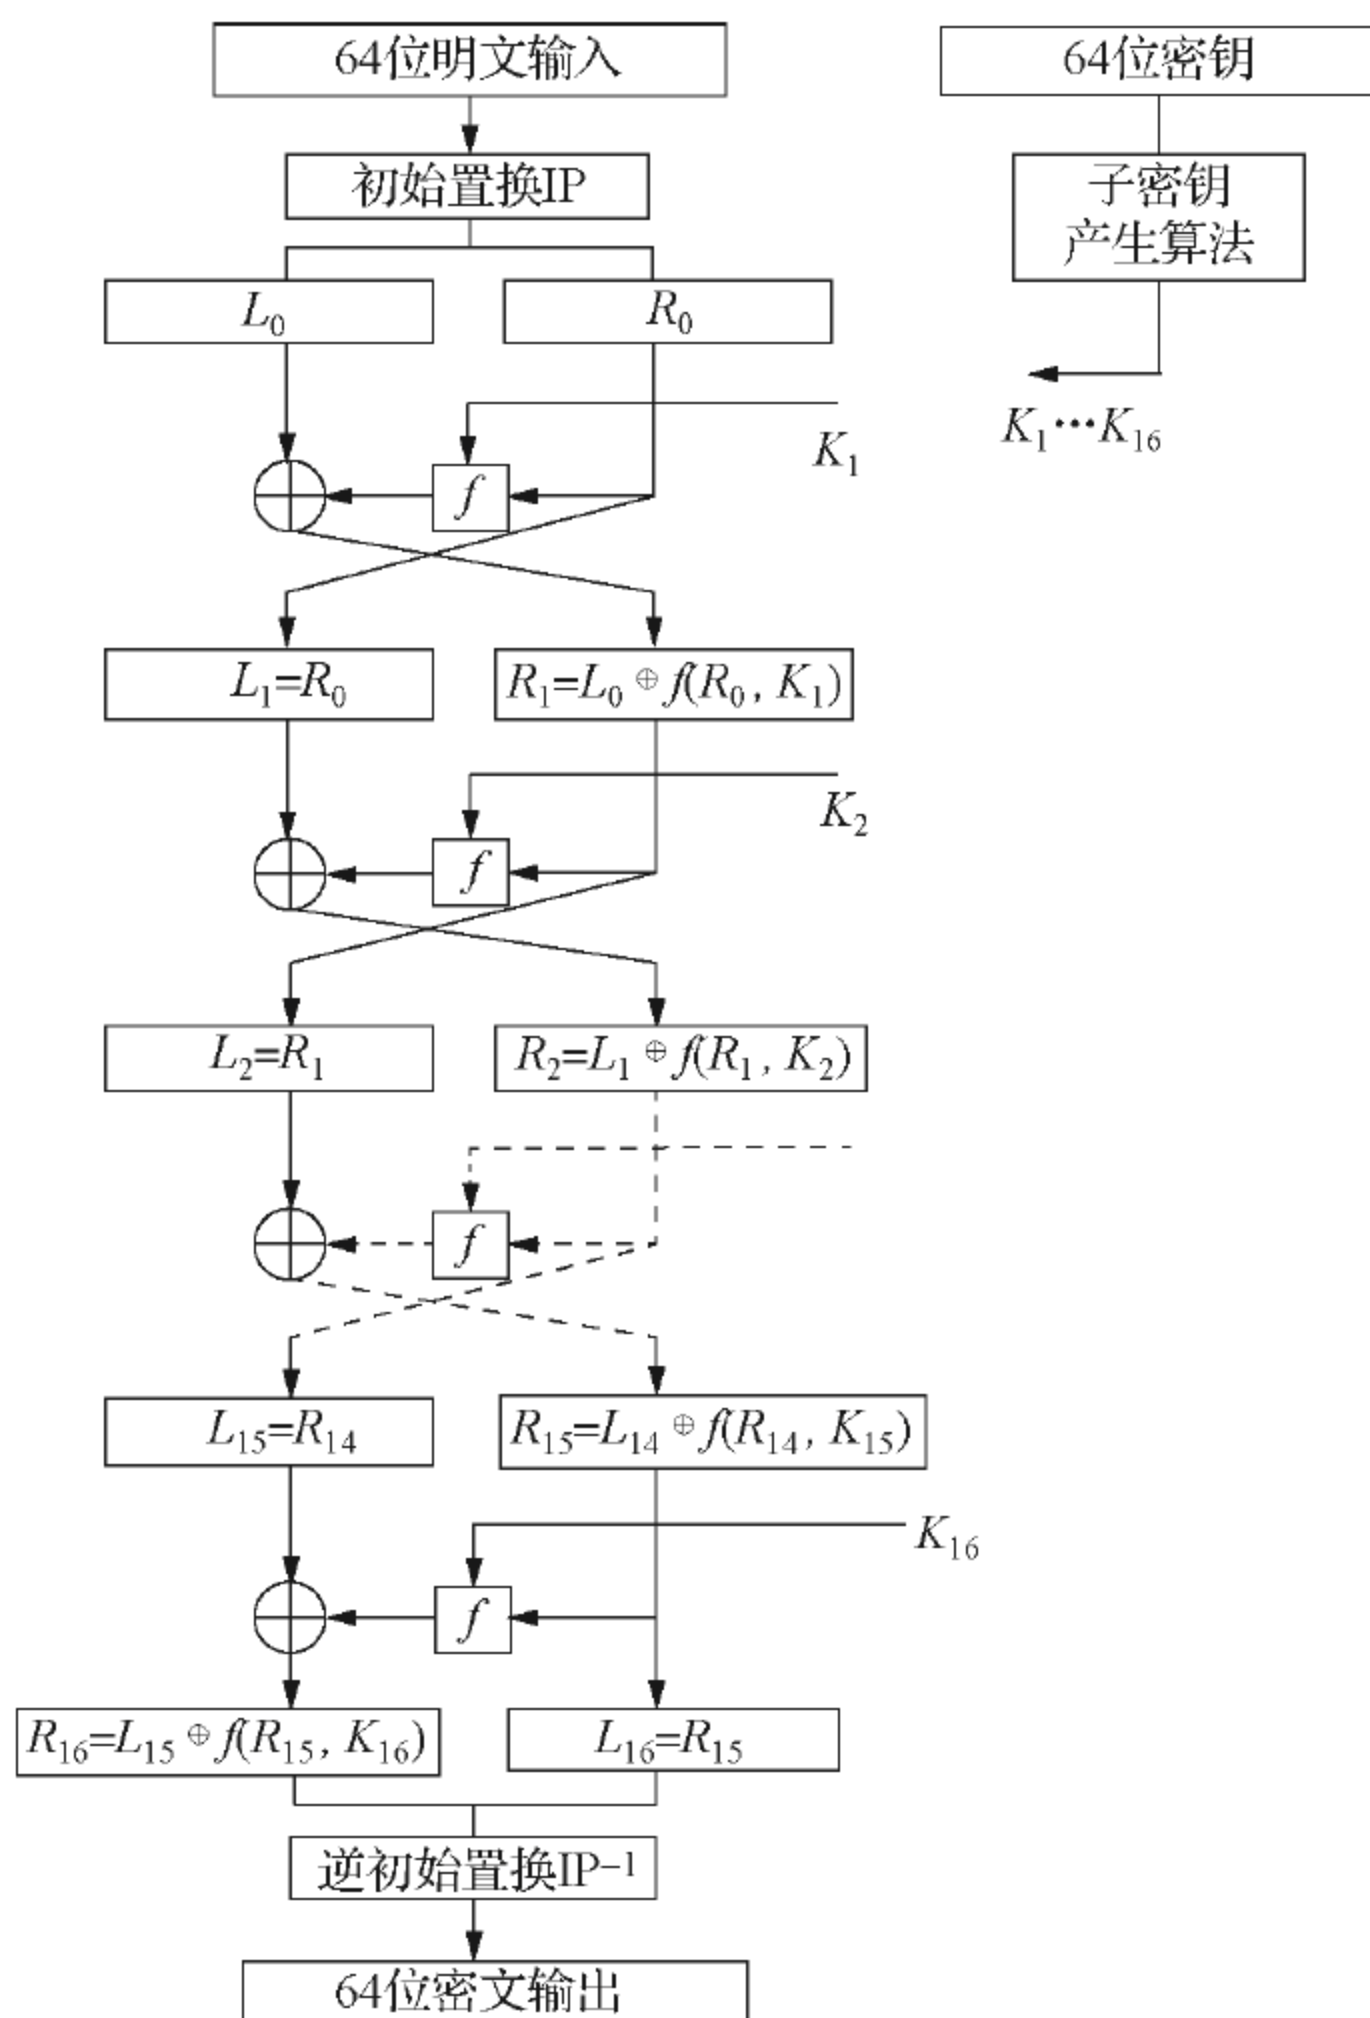 64位明文输入
64位密钥
初始置换IP
子密钥
产生算法
L₀
R₀
K₁⋯K₁₆
K₁
f
L₁=R₀
R₁=L₀⊕f(R₀, K₁)
K₂
f
L₂=R₁
R₂=L₁⊕f(R₁, K₂)
f
L₁₅=R₁₄
R₁₅=L₁₄⊕f(R₁₄, K₁₅)
K₁₆
f
R₁₆=L₁₅⊕f(R₁₅, K₁₆)
L₁₆=R₁₅
逆初始置换IP⁻¹
64位密文输出